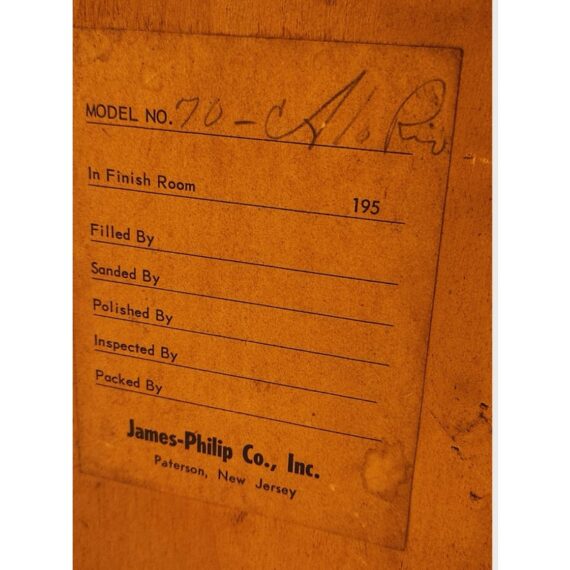 MODEL NO. 70-C
In Finish Room 195
Filled By
Sanded By
Polished By
Inspected By
Packed By
James-Philip Co., Inc.
Paterson, New Jersey